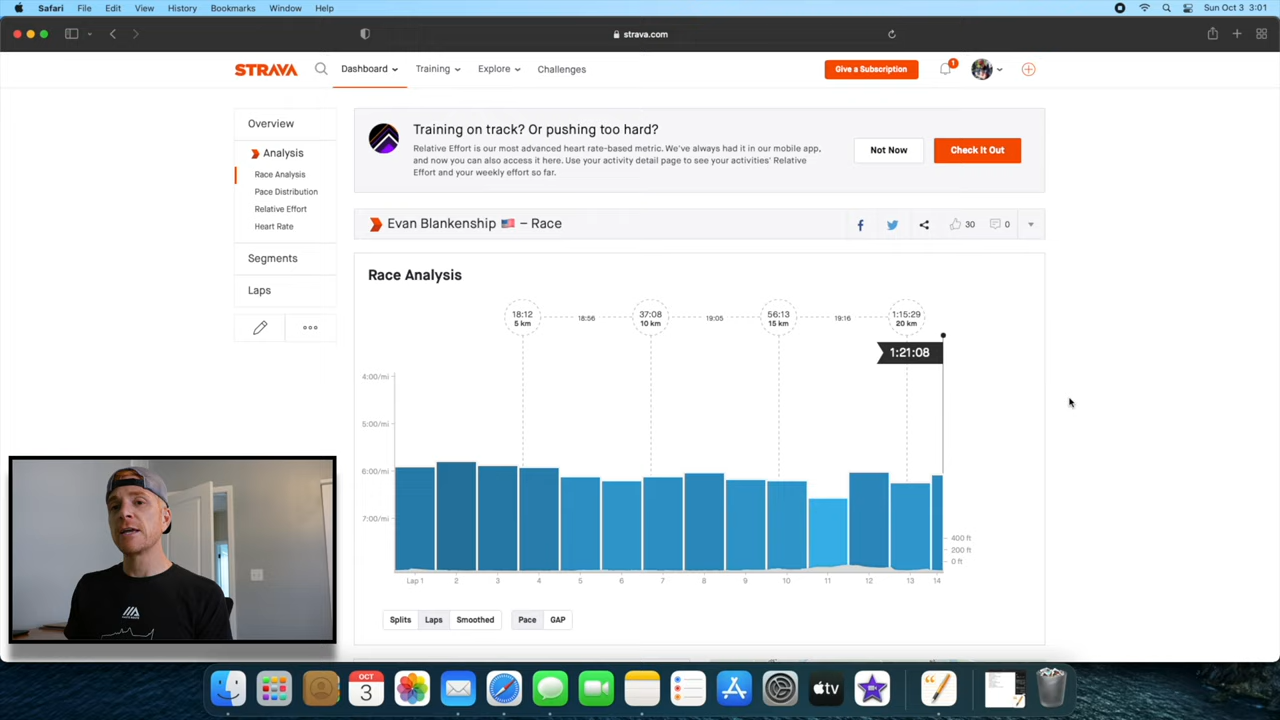 Safari File Edit View History Bookmarks Window Help Sun Oct 3 3:01
strava.com
STRAVA Dashboard Training Explore Challenges Give a Subscription 1
Overview
Analysis
Race Analysis
Pace Distribution
Relative Effort
Heart Rate
Segments
Laps
Training on track? Or pushing too hard?
Relative Effort is our most advanced heart rate-based metric. We've always had it in our mobile app,
and now you can also access it here. Use your activity detail page to see your activities' Relative
Effort and your weekly effort so far.
Not Now Check It Out
Evan Blankenship 🇺🇸 – Race 30 0
Race Analysis
18:12 37:08 56:13 1:15:29
18:56 19:05 19:16
5 km 10 km 15 km 20 km
1:21:08
4:00/mi
5:00/mi
6:00/mi
7:00/mi
400 ft
200 ft
0 ft
Lap 1 2 3 4 5 6 7 8 9 10 11 12 13 14
Splits Laps Smoothed Pace GAP
OCT
3
tv